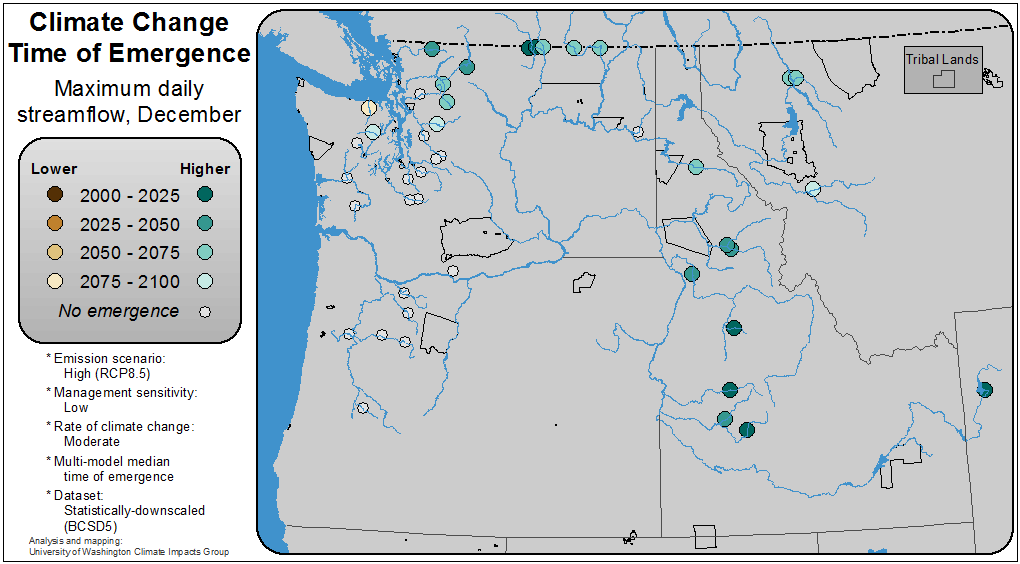 Climate Change
Time of Emergence
Maximum daily
streamflow, December
Lower Higher
2000 - 2025
2025 - 2050
2050 - 2075
2075 - 2100
No emergence
* Emission scenario:
High (RCP8.5)
* Management sensitivity:
Low
* Rate of climate change:
Moderate
* Multi-model median
time of emergence
* Dataset:
Statistically-downscaled
(BCSD5)
Analysis and mapping:
University of Washington Climate Impacts Group
Tribal Lands